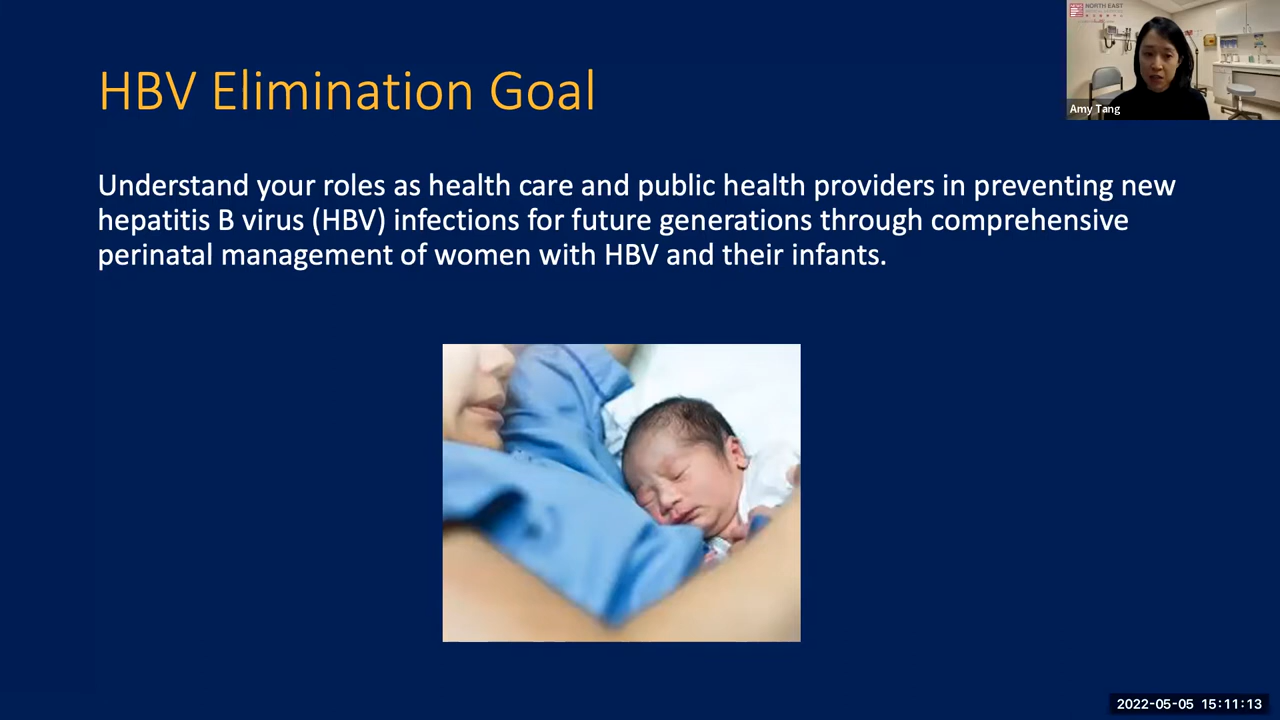 HBV Elimination Goal
Understand your roles as health care and public health providers in preventing new
hepatitis B virus (HBV) infections for future generations through comprehensive
perinatal management of women with HBV and their infants.
NORTH EAST
Amy Tang
2022-05-05 15:11:13